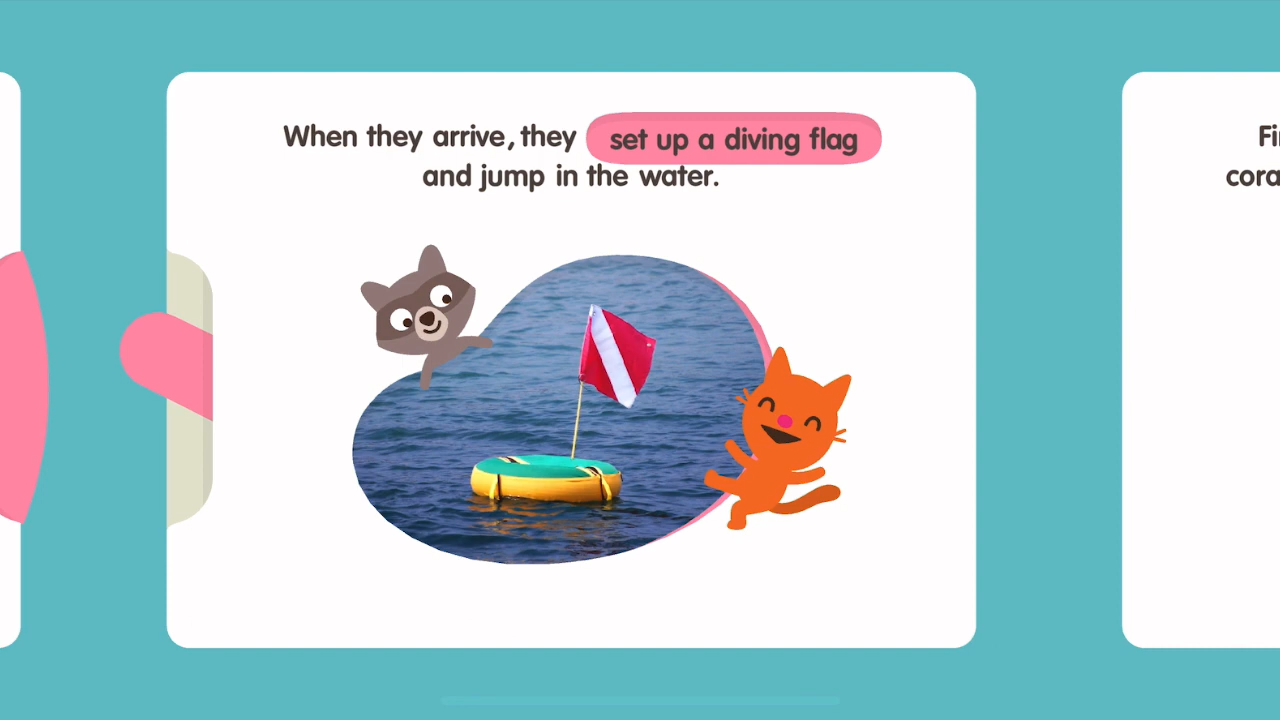 When they arrive, they set up a diving flag
and jump in the water.